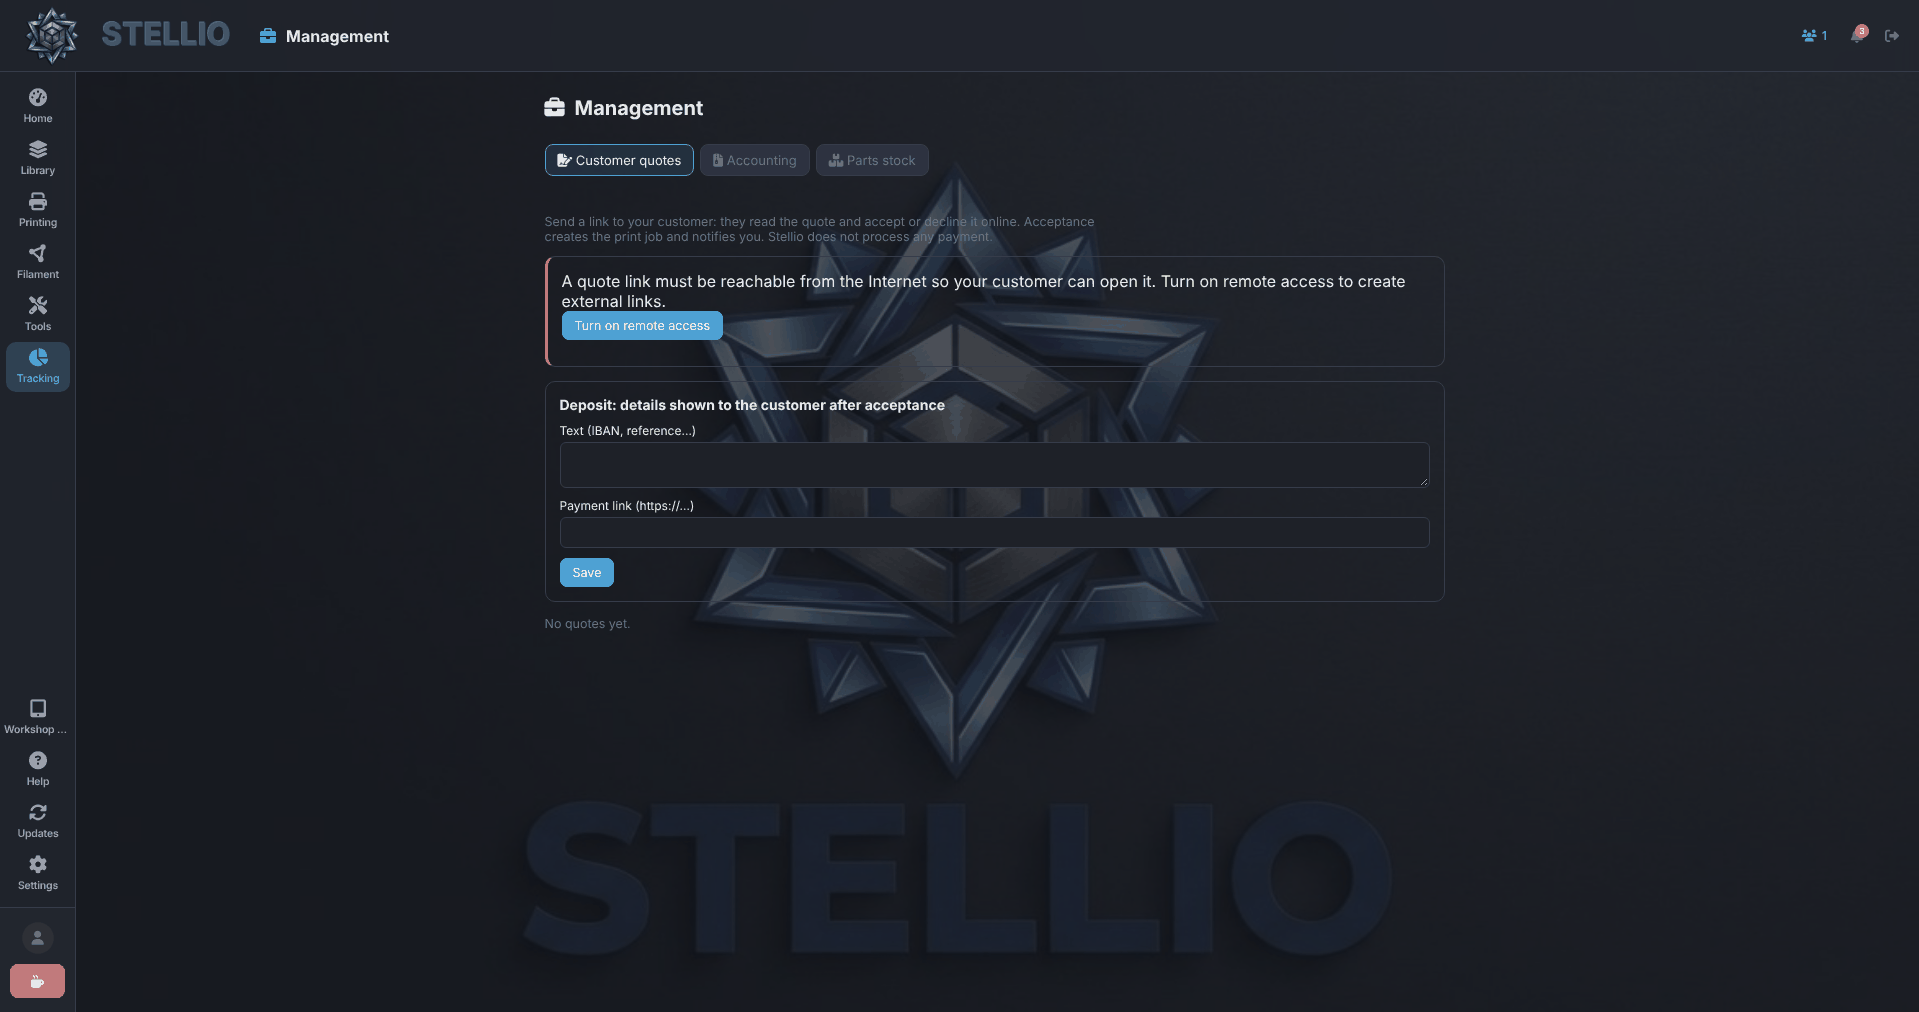 STELLIO
Management
1
3
Home
Library
Printing
Filament
Tools
Tracking
Workshop ...
Help
Updates
Settings
Management
Customer quotes
Accounting
Parts stock
Send a link to your customer: they read the quote and accept or decline it online. Acceptance
creates the print job and notifies you. Stellio does not process any payment.
A quote link must be reachable from the Internet so your customer can open it. Turn on remote access to create
external links.
Turn on remote access
Deposit: details shown to the customer after acceptance
Text (IBAN, reference...)
Payment link (https://...)
Save
No quotes yet.
STELLIO